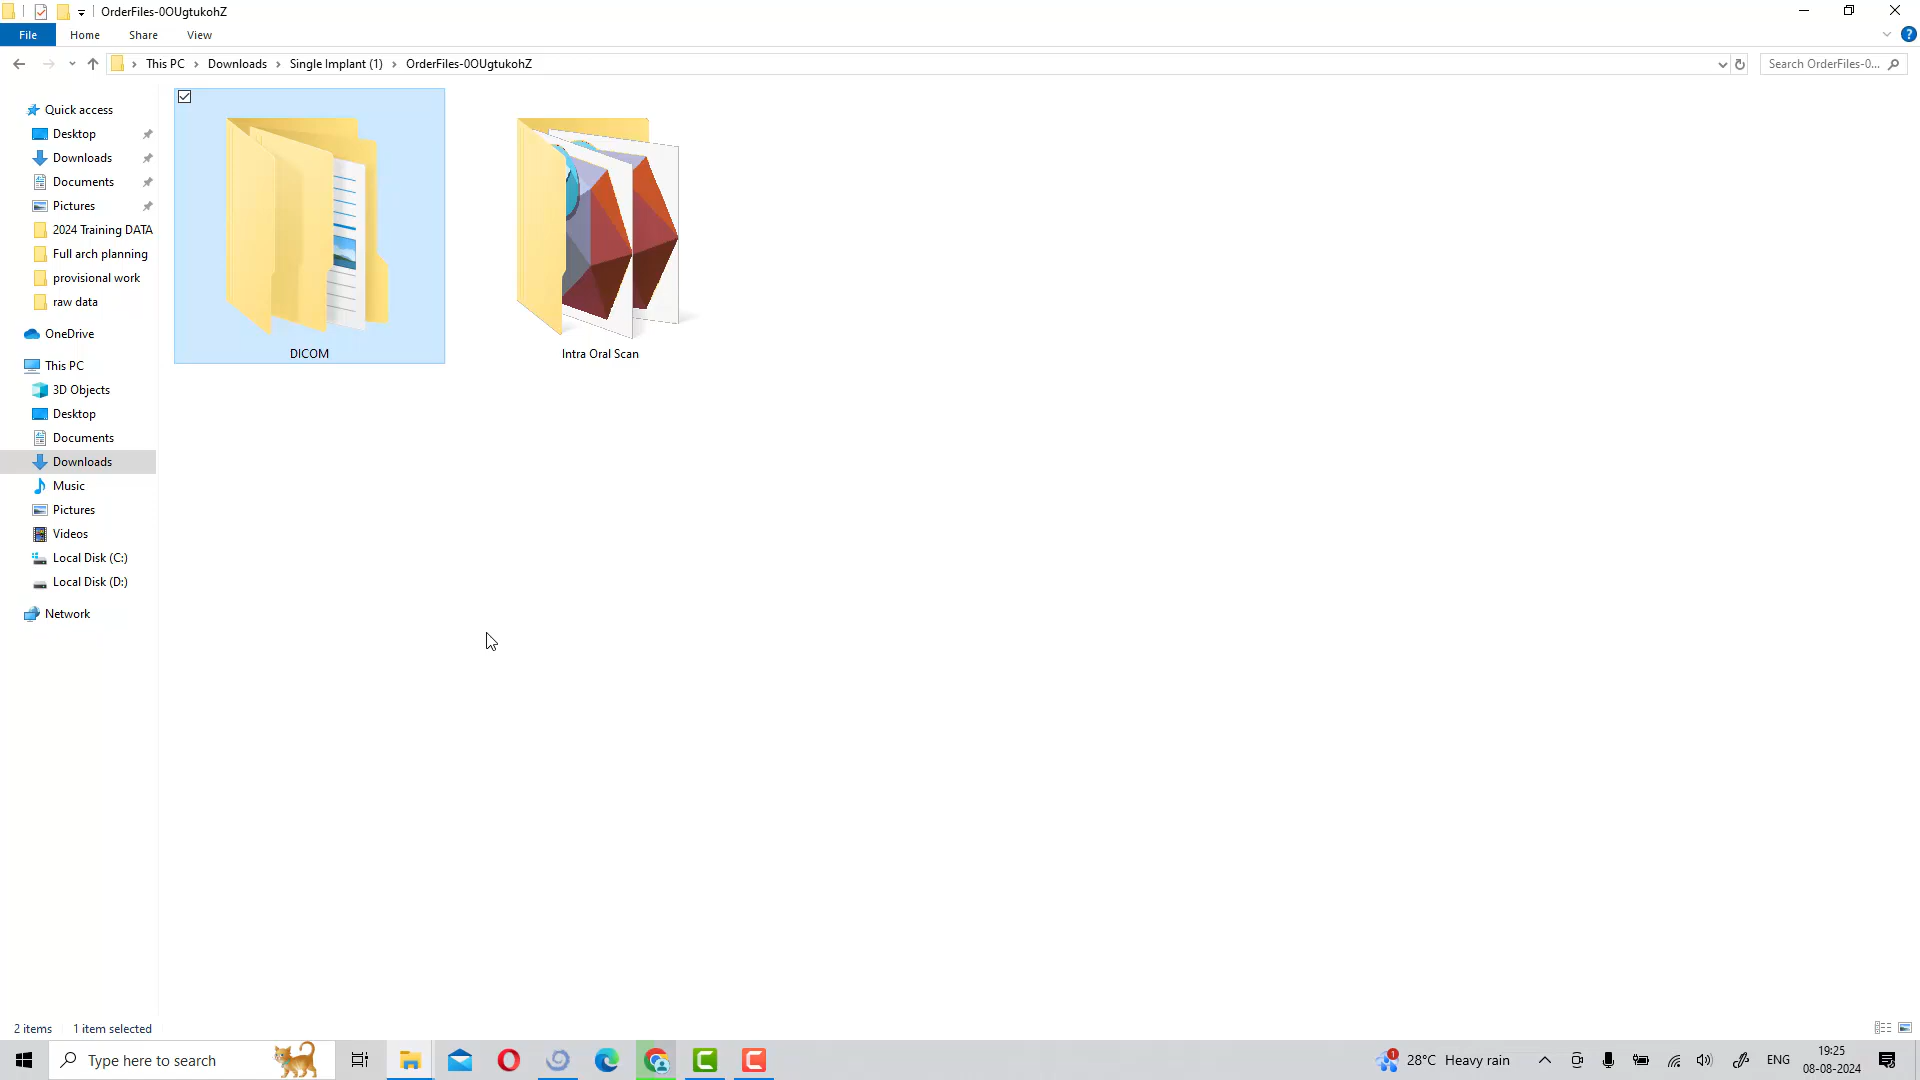 OrderFiles-0OUgtukohZ
File Home Share View
This PC Downloads Single Implant (1) OrderFiles-0OUgtukohZ
Search OrderFiles-0...
Quick access
Desktop
Downloads
Documents
Pictures
2024 Training DATA
Full arch planning
provisional work
raw data
OneDrive
This PC
3D Objects
Desktop
Documents
Downloads
Music
Pictures
Videos
Local Disk (C:)
Local Disk (D:)
Network
DICOM
Intra Oral Scan
2 items 1 item selected
Type here to search
1
28°C Heavy rain
ENG
19:25
08-08-2024